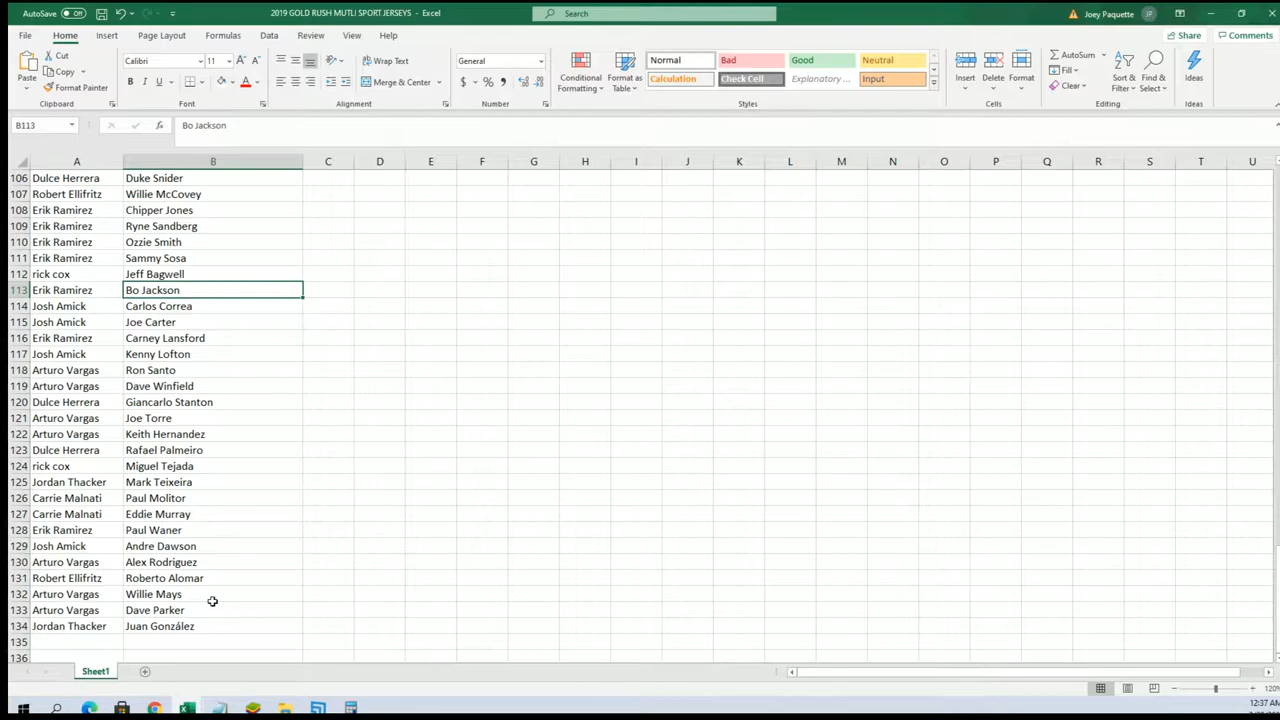 AutoSave Off 2019 GOLD RUSH MUTLI SPORT JERSEYS - Excel Search Joey Paquette JP
File Home Insert Page Layout Formulas Data Review View Help Share Comments
Paste Cut Copy Format Painter Clipboard
Calibri 11 B I U A Font
Wrap Text Merge & Center Alignment
General $ % Number
Conditional Formatting Format as Table Normal Bad Good Neutral Calculation Check Cell Explanatory ... Input Styles
Insert Delete Format Cells
AutoSum Fill Clear Sort & Filter Find & Select Editing
Ideas Ideas
B113 fx Bo Jackson
A B C D E F G H I J K L M N O P Q R S T U
106 Dulce Herrera Duke Snider
107 Robert Ellifritz Willie McCovey
108 Erik Ramirez Chipper Jones
109 Erik Ramirez Ryne Sandberg
110 Erik Ramirez Ozzie Smith
111 Erik Ramirez Sammy Sosa
112 rick cox Jeff Bagwell
113 Erik Ramirez Bo Jackson
114 Josh Amick Carlos Correa
115 Josh Amick Joe Carter
116 Erik Ramirez Carney Lansford
117 Josh Amick Kenny Lofton
118 Arturo Vargas Ron Santo
119 Arturo Vargas Dave Winfield
120 Dulce Herrera Giancarlo Stanton
121 Arturo Vargas Joe Torre
122 Arturo Vargas Keith Hernandez
123 Dulce Herrera Rafael Palmeiro
124 rick cox Miguel Tejada
125 Jordan Thacker Mark Teixeira
126 Carrie Malnati Paul Molitor
127 Carrie Malnati Eddie Murray
128 Erik Ramirez Paul Waner
129 Josh Amick Andre Dawson
130 Arturo Vargas Alex Rodriguez
131 Robert Ellifritz Roberto Alomar
132 Arturo Vargas Willie Mays
133 Arturo Vargas Dave Parker
134 Jordan Thacker Juan González
135
136
Sheet1
120%
12:37 AM